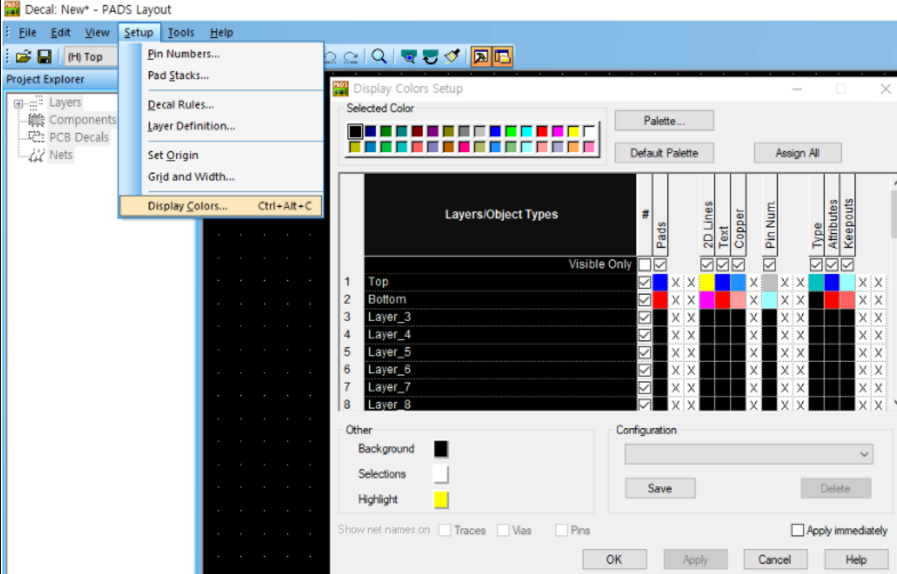 Decal: New* - PADS Layout
File Edit View Setup Tools Help
(H) Top
Project Explorer
Layers
Components
PCB Decals
Nets
Pin Numbers...
Pad Stacks...
Decal Rules...
Layer Definition...
Set Origin
Grid and Width...
Display Colors... Ctrl+Alt+C
Display Colors Setup
Selected Color
Palette...
Default Palette
Assign All
Layers/Object Types
#
Pads
2D Lines
Text
Copper
Pin Num.
Type
Attributes
Keepouts
Visible Only
1 Top X X X X X X X
2 Bottom X X X X X X X
3 Layer_3 X X X X X X X
4 Layer_4 X X X X X X X
5 Layer_5 X X X X X X X
6 Layer_6 X X X X X X X
7 Layer_7 X X X X X X X
8 Layer_8 X X X X X X X
Other
Background
Selections
Highlight
Configuration
Save
Delete
Show net names on Traces Vias Pins
Apply immediately
OK
Apply
Cancel
Help